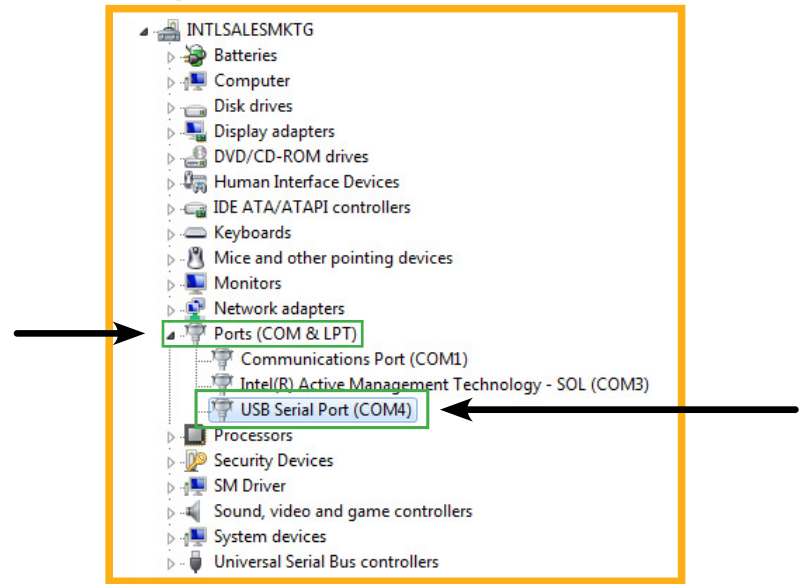 INTLSALESMKTG
Batteries
Computer
Disk drives
Display adapters
DVD/CD-ROM drives
Human Interface Devices
IDE ATA/ATAPI controllers
Keyboards
Mice and other pointing devices
Monitors
Network adapters
Ports (COM & LPT)
Communications Port (COM1)
Intel(R) Active Management Technology - SOL (COM3)
USB Serial Port (COM4)
Processors
Security Devices
SM Driver
Sound, video and game controllers
System devices
Universal Serial Bus controllers